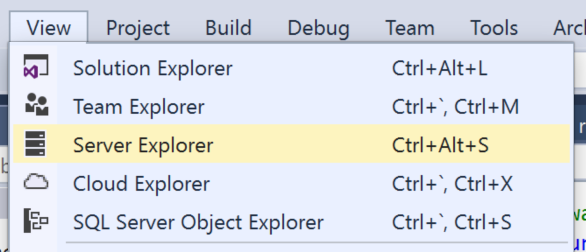 View Project Build Debug Team Tools
Solution Explorer Ctrl+Alt+L
Team Explorer Ctrl+`, Ctrl+M
Server Explorer Ctrl+Alt+S
Cloud Explorer Ctrl+`, Ctrl+X
SQL Server Object Explorer Ctrl+`, Ctrl+S